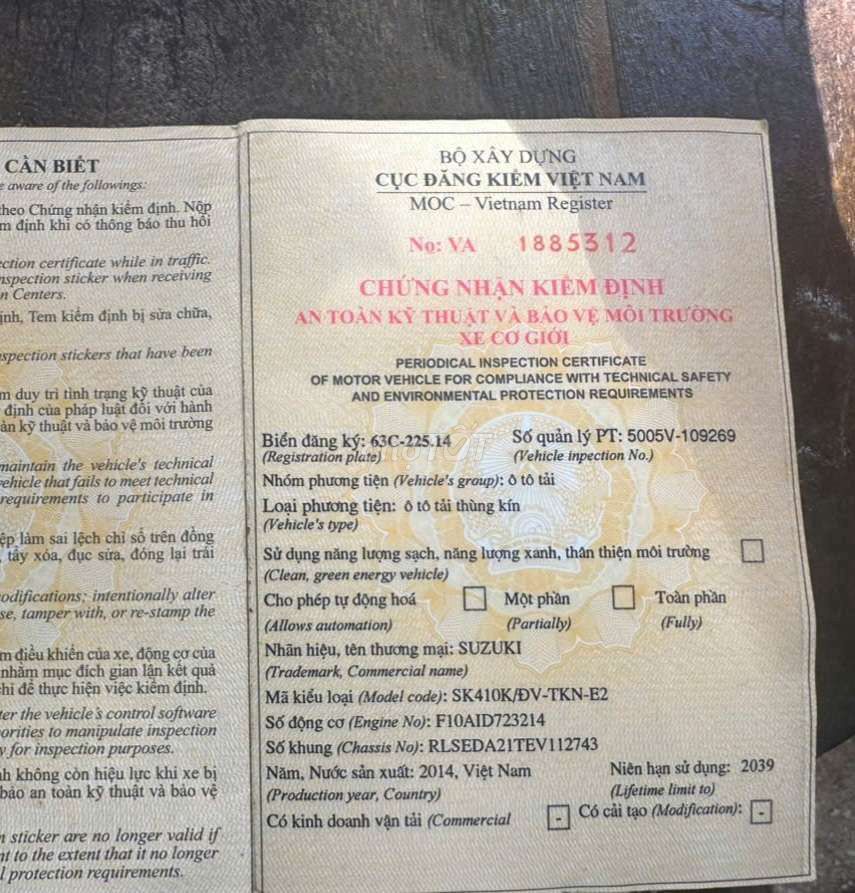 CẦN BIẾT
e aware of the followings:
theo Chứng nhận kiểm định. Nộp
m định khi có thông báo thu hồi
ction certificate while in traffic.
nspection sticker when receiving
n Centers.
ịnh, Tem kiểm định bị sửa chữa,
nspection stickers that have been
m duy trì tình trạng kỹ thuật của
định của pháp luật đối với hành
àn kỹ thuật và bảo vệ môi trường
maintain the vehicle's technical
vehicle that fails to meet technical
requirements to participate in
ệp làm sai lệch chỉ số trên đồng
, tẩy xóa, đục sửa, đóng lại trái
odifications; intentionally alter
se, tamper with, or re-stamp the
m điều khiển của xe, động cơ của
nhằm mục đích gian lận kết quả
chỉ để thực hiện việc kiểm định.
ter the vehicle's control software
orities to manipulate inspection
y for inspection purposes.
nh không còn hiệu lực khi xe bị
bảo an toàn kỹ thuật và bảo vệ
n sticker are no longer valid if
nt to the extent that it no longer
l protection requirements.
BỘ XÂY DỰNG
CỤC ĐĂNG KIỂM VIỆT NAM
MOC – Vietnam Register
No: VA 1885312
CHỨNG NHẬN KIỂM ĐỊNH
AN TOÀN KỸ THUẬT VÀ BẢO VỆ MÔI TRƯỜNG
XE CƠ GIỚI
PERIODICAL INSPECTION CERTIFICATE
OF MOTOR VEHICLE FOR COMPLIANCE WITH TECHNICAL SAFETY
AND ENVIRONMENTAL PROTECTION REQUIREMENTS
Biển đăng ký: 63C-225.14 Số quản lý PT: 5005V-109269
(Registration plate) (Vehicle inpection No.)
Nhóm phương tiện (Vehicle's group): ô tô tải
Loại phương tiện: ô tô tải thùng kín
(Vehicle's type)
Sử dụng năng lượng sạch, năng lượng xanh, thân thiện môi trường
(Clean, green energy vehicle)
Cho phép tự động hoá Một phần Toàn phần
(Allows automation) (Partially) (Fully)
Nhãn hiệu, tên thương mại: SUZUKI
(Trademark, Commercial name)
Mã kiểu loại (Model code): SK410K/ĐV-TKN-E2
Số động cơ (Engine No): F10AID723214
Số khung (Chassis No): RLSEDA21TEV112743
Năm, Nước sản xuất: 2014, Việt Nam Niên hạn sử dụng: 2039
(Production year, Country) (Lifetime limit to)
Có kinh doanh vận tải (Commercial - Có cải tạo (Modification): -